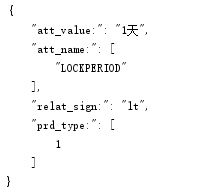 {
    "att_value:": "1天",
    "att_name": [
        "LOCKPERIOD"
    ],
    "relat_sign": "lt",
    "prd_type:": [
        1
    ]
}